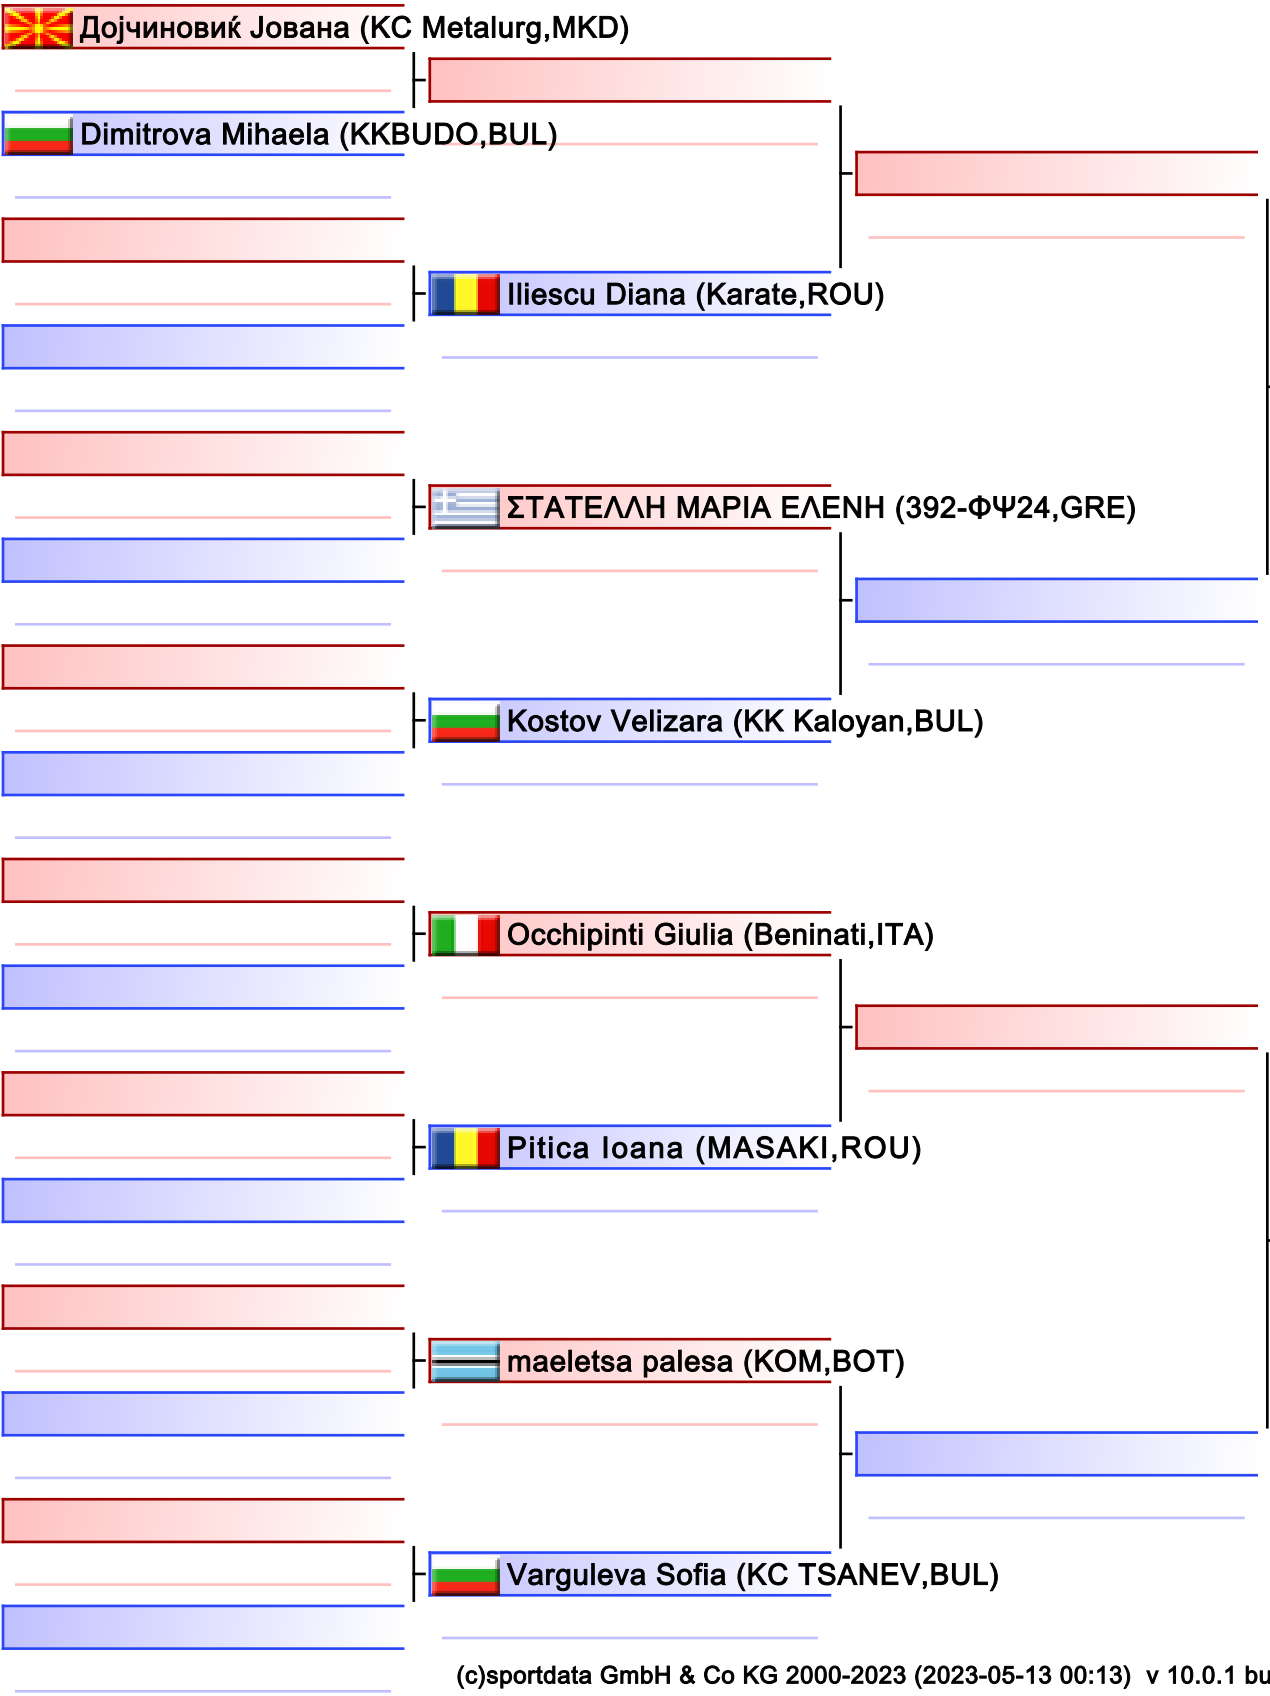 Дојчиновиќ Јована (KC Metalurg,MKD)
Dimitrova Mihaela (KKBUDO,BUL)
Iliescu Diana (Karate,ROU)
ΣΤΑΤΕΛΛΗ ΜΑΡΙΑ ΕΛΕΝΗ (392-ΦΨ24,GRE)
Kostov Velizara (KK Kaloyan,BUL)
Occhipinti Giulia (Beninati,ITA)
Pitica Ioana (MASAKI,ROU)
maeletsa palesa (KOM,BOT)
Varguleva Sofia (KC TSANEV,BUL)
(c)sportdata GmbH & Co KG 2000-2023 (2023-05-13 00:13) v 10.0.1 bu